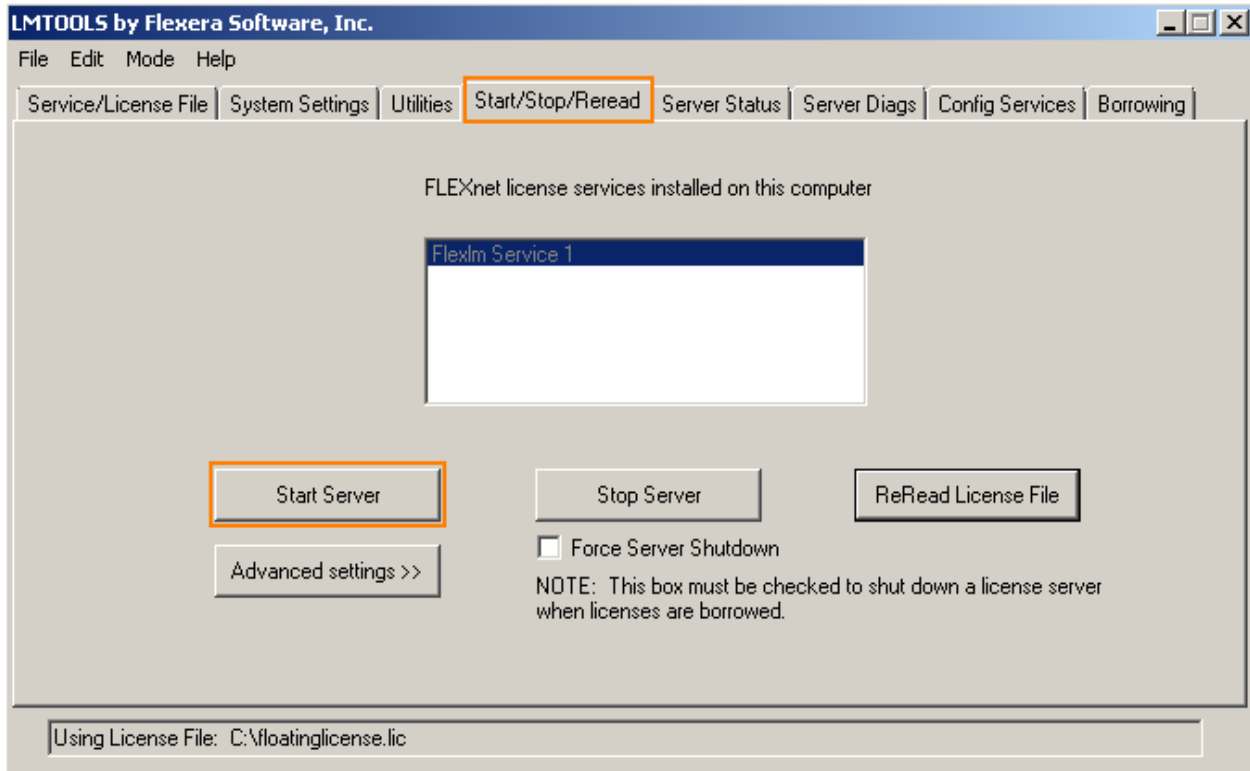 LMTOOLS by Flexera Software, Inc.
File Edit Mode Help
Service/License File System Settings Utilities Start/Stop/Reread Server Status Server Diags Config Services Borrowing
FLEXnet license services installed on this computer
Flexlm Service 1
Start Server Stop Server ReRead License File
Advanced settings >> Force Server Shutdown
NOTE: This box must be checked to shut down a license server
when licenses are borrowed.
Using License File: C:\floatinglicense.lic